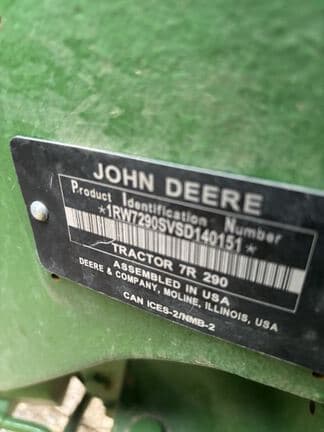 JOHN DEERE
Product Identification Number
*1RW7290SVSD140151*
TRACTOR 7R 290
ASSEMBLED IN USA
DEERE & COMPANY, MOLINE, ILLINOIS, USA
CAN ICES-2/NMB-2